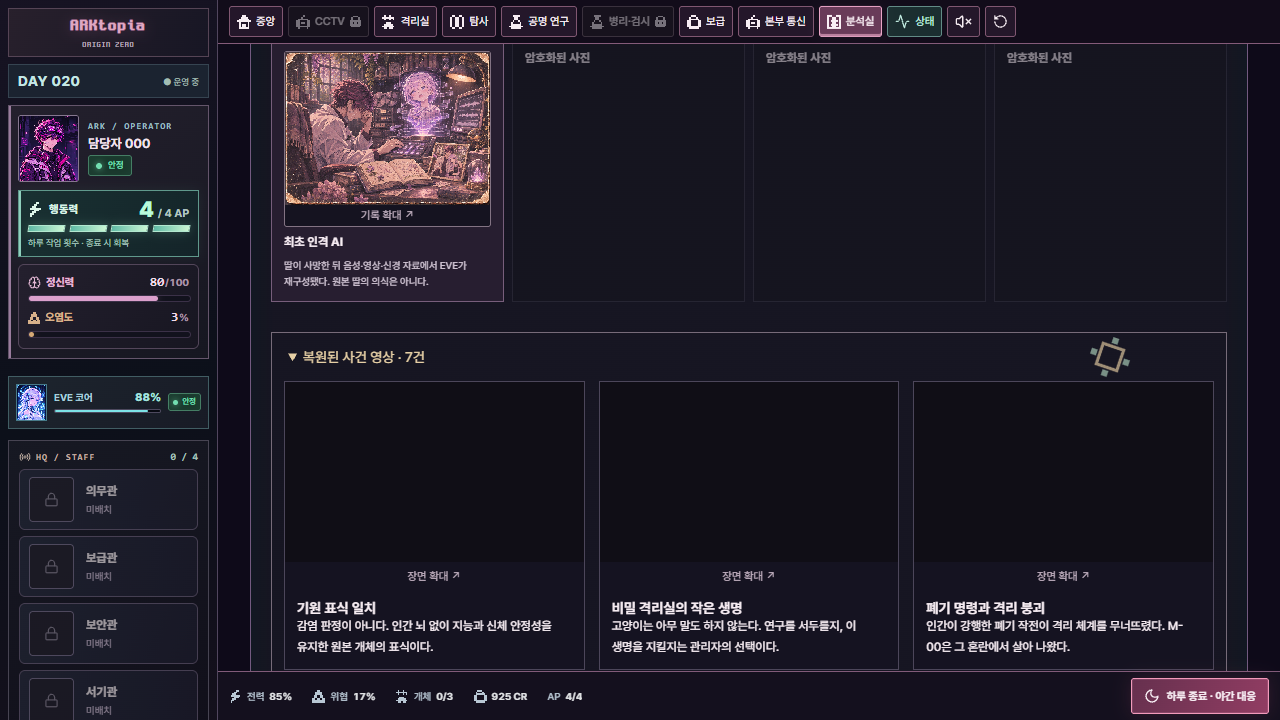 ARKtopia
ORIGIN ZERO
DAY 020
운영 중
ARK / OPERATOR
담당자 000
안정
행동력
4 / 4 AP
하루 작업 횟수 · 종료 시 회복
정신력
80/100
오염도
3%
EVE 코어
88%
안정
HQ / STAFF
0 / 4
의무관
미배치
보급관
미배치
보안관
미배치
서기관
미배치
중앙
CCTV
격리실
탐사
공명 연구
병리·검시
보급
본부 통신
분석실
상태
기록 확대 ↗
최초 인격 AI
딸이 사망한 뒤 음성·영상·신경 자료에서 EVE가
재구성됐다. 원본 딸의 의식은 아니다.
암호화된 사진
암호화된 사진
암호화된 사진
▼ 복원된 사건 영상 · 7건
장면 확대 ↗
기원 표식 일치
감염 판정이 아니다. 인간 뇌 없이 지능과 신체 안정성을
유지한 원본 개체의 표식이다.
장면 확대 ↗
비밀 격리실의 작은 생명
고양이는 아무 말도 하지 않는다. 연구를 서두를지, 이
생명을 지킬지는 관리자의 선택이다.
장면 확대 ↗
폐기 명령과 격리 붕괴
인간이 강행한 폐기 작전이 격리 체계를 무너뜨렸다. M-
00은 그 혼란에서 살아 나왔다.
전력 85%
위협 17%
개체 0/3
925 CR
AP 4/4
하루 종료 · 야간 대응